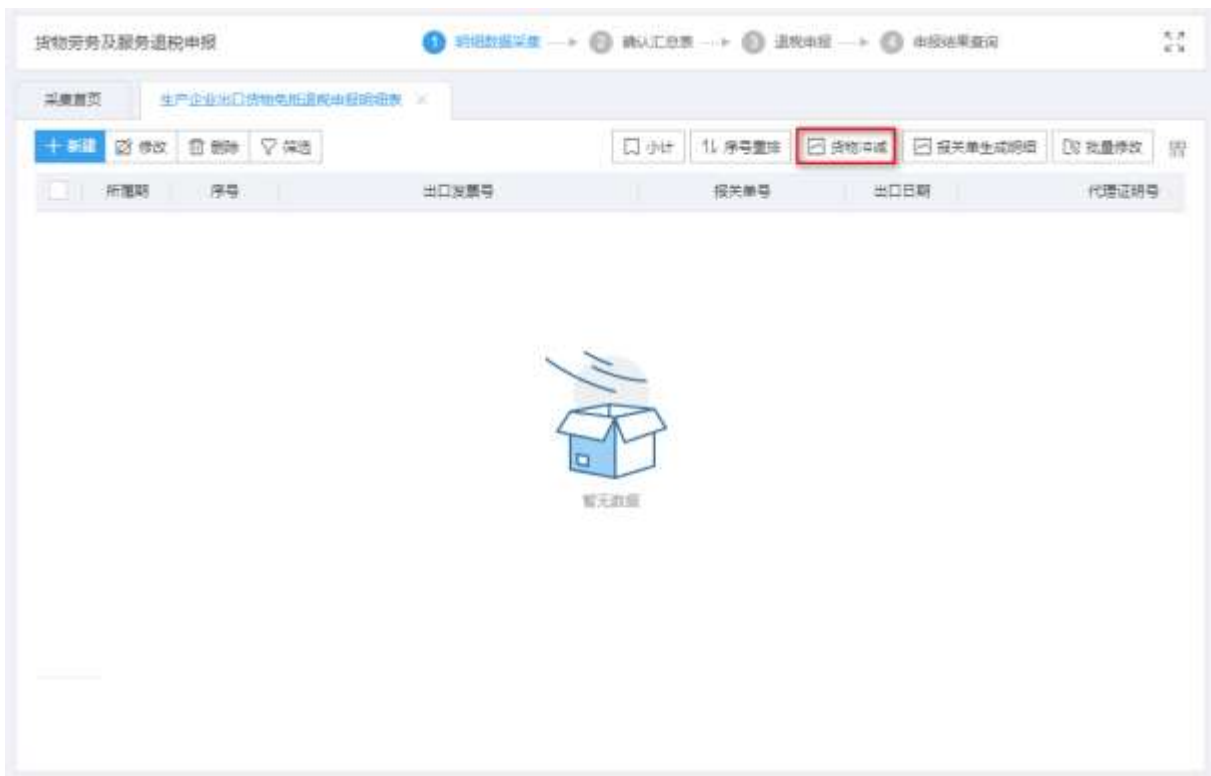 货物劳务及服务退税申报 1 明细数据采集 2 确认汇总表 3 退税申报 4 申报结果查询
采集首页 生产企业出口货物免抵退税申报明细表 ×
+ 新建 修改 删除 筛选 小计 序号重排 货物冲减 报关单生成明细 批量修改
所属期 序号 出口发票号 报关单号 出口日期 代理证明号
暂无数据